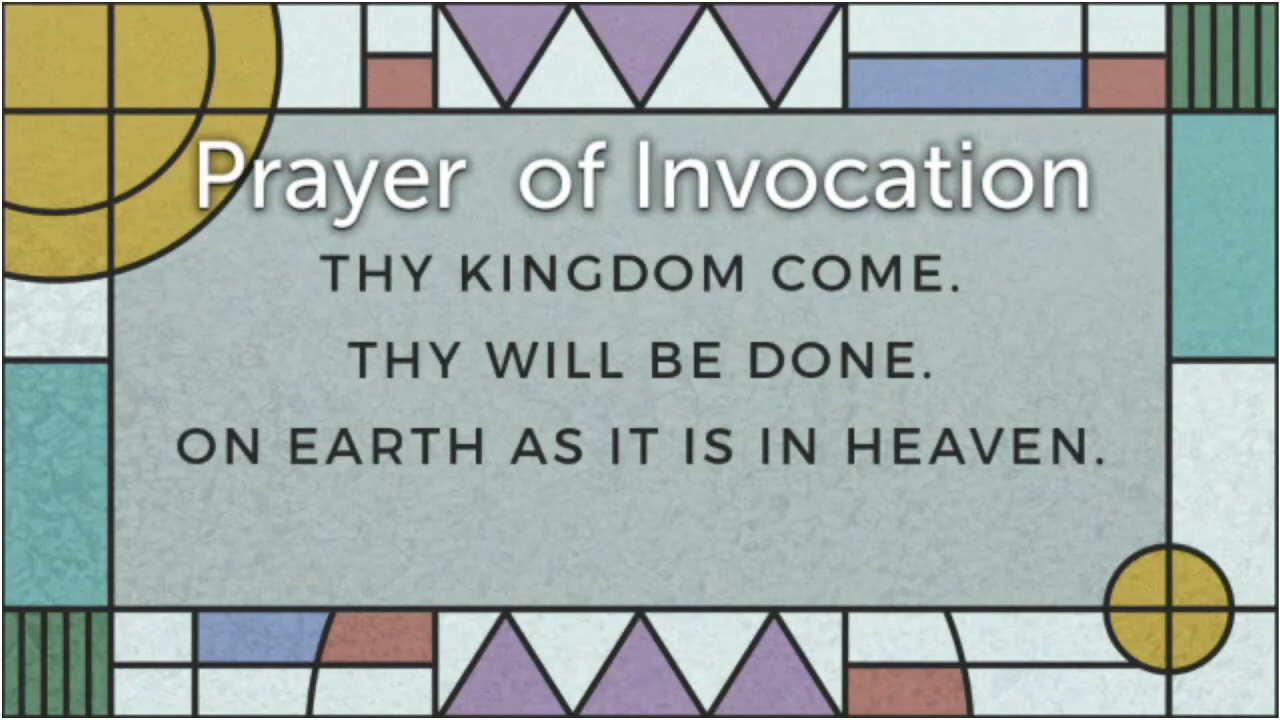 Prayer of Invocation
THY KINGDOM COME.
THY WILL BE DONE.
ON EARTH AS IT IS IN HEAVEN.